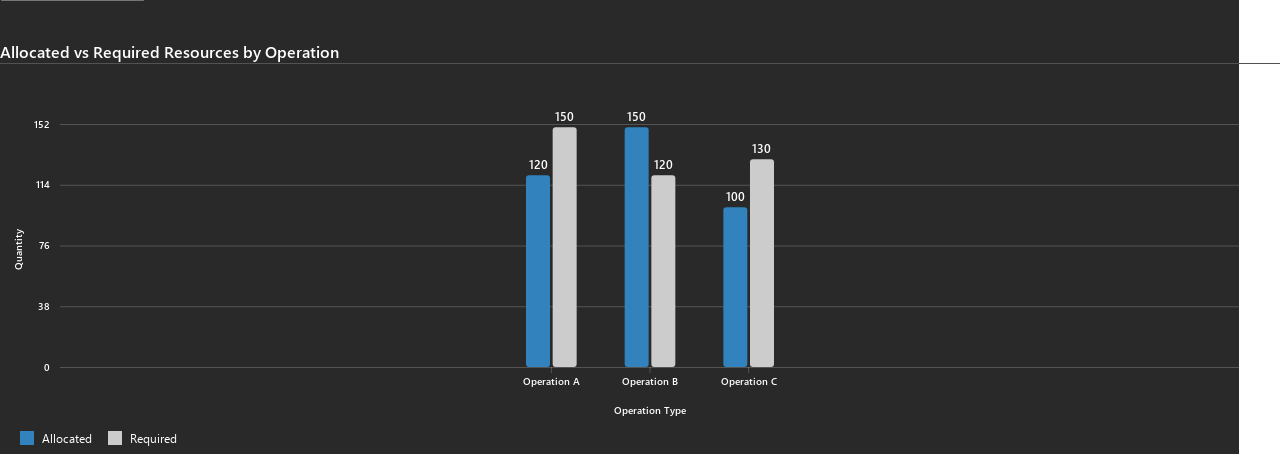 Allocated vs Required Resources by Operation
152
114
76
38
0
Quantity
120
150
150
120
100
130
Operation A
Operation B
Operation C
Operation Type
Allocated
Required